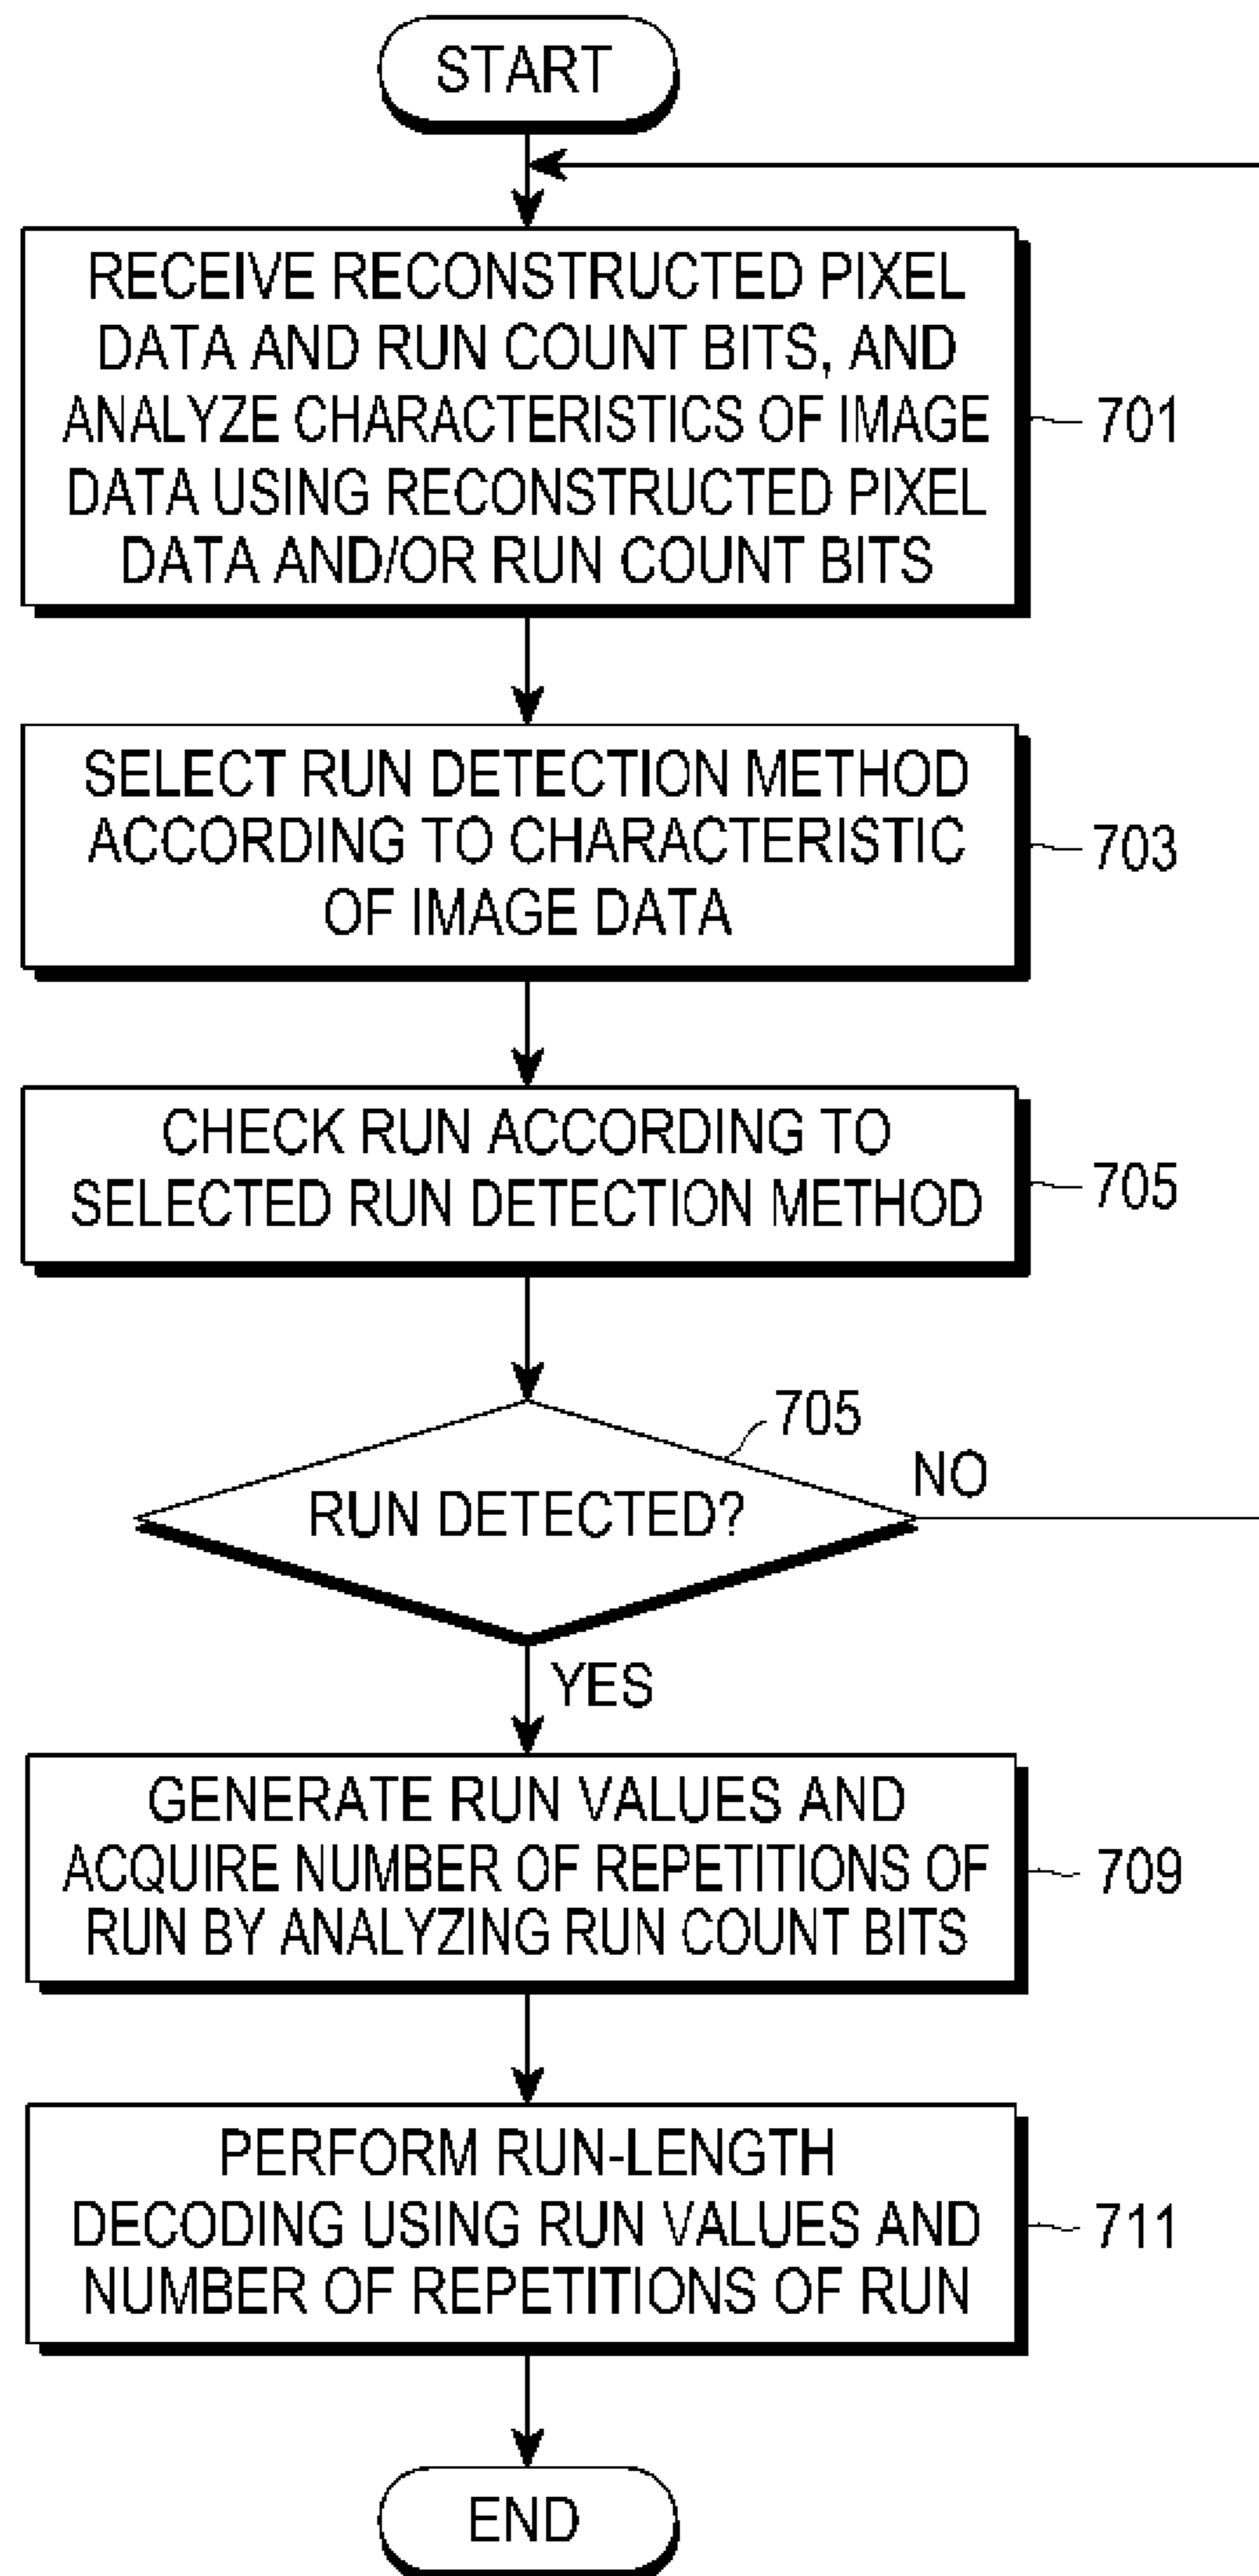 START
RECEIVE RECONSTRUCTED PIXEL
DATA AND RUN COUNT BITS, AND
ANALYZE CHARACTERISTICS OF IMAGE
DATA USING RECONSTRUCTED PIXEL
DATA AND/OR RUN COUNT BITS
701
SELECT RUN DETECTION METHOD
ACCORDING TO CHARACTERISTIC
OF IMAGE DATA
703
CHECK RUN ACCORDING TO
SELECTED RUN DETECTION METHOD
705
705
RUN DETECTED?
NO
YES
GENERATE RUN VALUES AND
ACQUIRE NUMBER OF REPETITIONS OF
RUN BY ANALYZING RUN COUNT BITS
709
PERFORM RUN-LENGTH
DECODING USING RUN VALUES AND
NUMBER OF REPETITIONS OF RUN
711
END